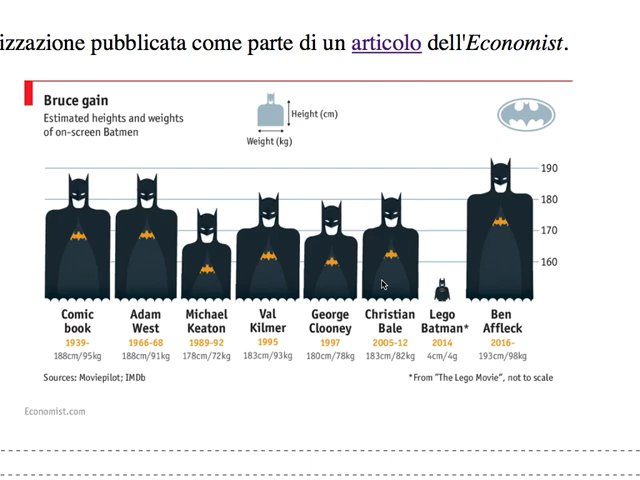 izzazione pubblicata come parte di un articolo dell'Economist.
Bruce gain
Estimated heights and weights
of on-screen Batmen
Height (cm)
Weight (kg)
190
180
170
160
Comic book
1939-
188cm/95kg
Adam West
1966-68
188cm/91kg
Michael Keaton
1989-92
178cm/72kg
Val Kilmer
1995
183cm/93kg
George Clooney
1997
180cm/78kg
Christian Bale
2005-12
183cm/82kg
Lego Batman*
2014
4cm/4g
Ben Affleck
2016-
193cm/98kg
Sources: Moviepilot; IMDb
*From "The Lego Movie", not to scale
Economist.com